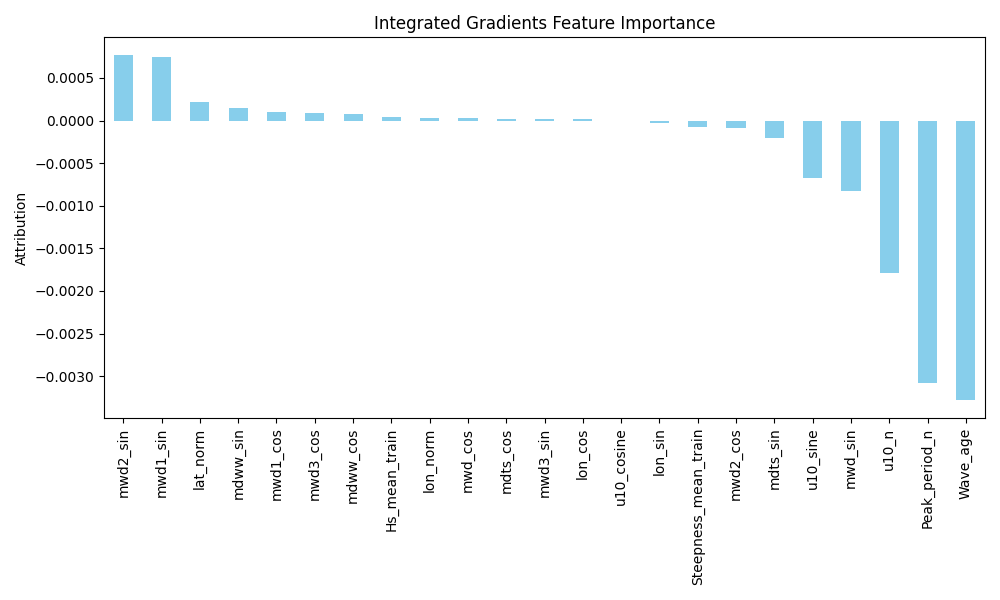 Integrated Gradients Feature Importance
Attribution
0.0005
0.0000
−0.0005
−0.0010
−0.0015
−0.0020
−0.0025
−0.0030
mwd2_sin
mwd1_sin
lat_norm
mdww_sin
mwd1_cos
mwd3_cos
mdww_cos
Hs_mean_train
lon_norm
mwd_cos
mdts_cos
mwd3_sin
lon_cos
u10_cosine
lon_sin
Steepness_mean_train
mwd2_cos
mdts_sin
u10_sine
mwd_sin
u10_n
Peak_period_n
Wave_age